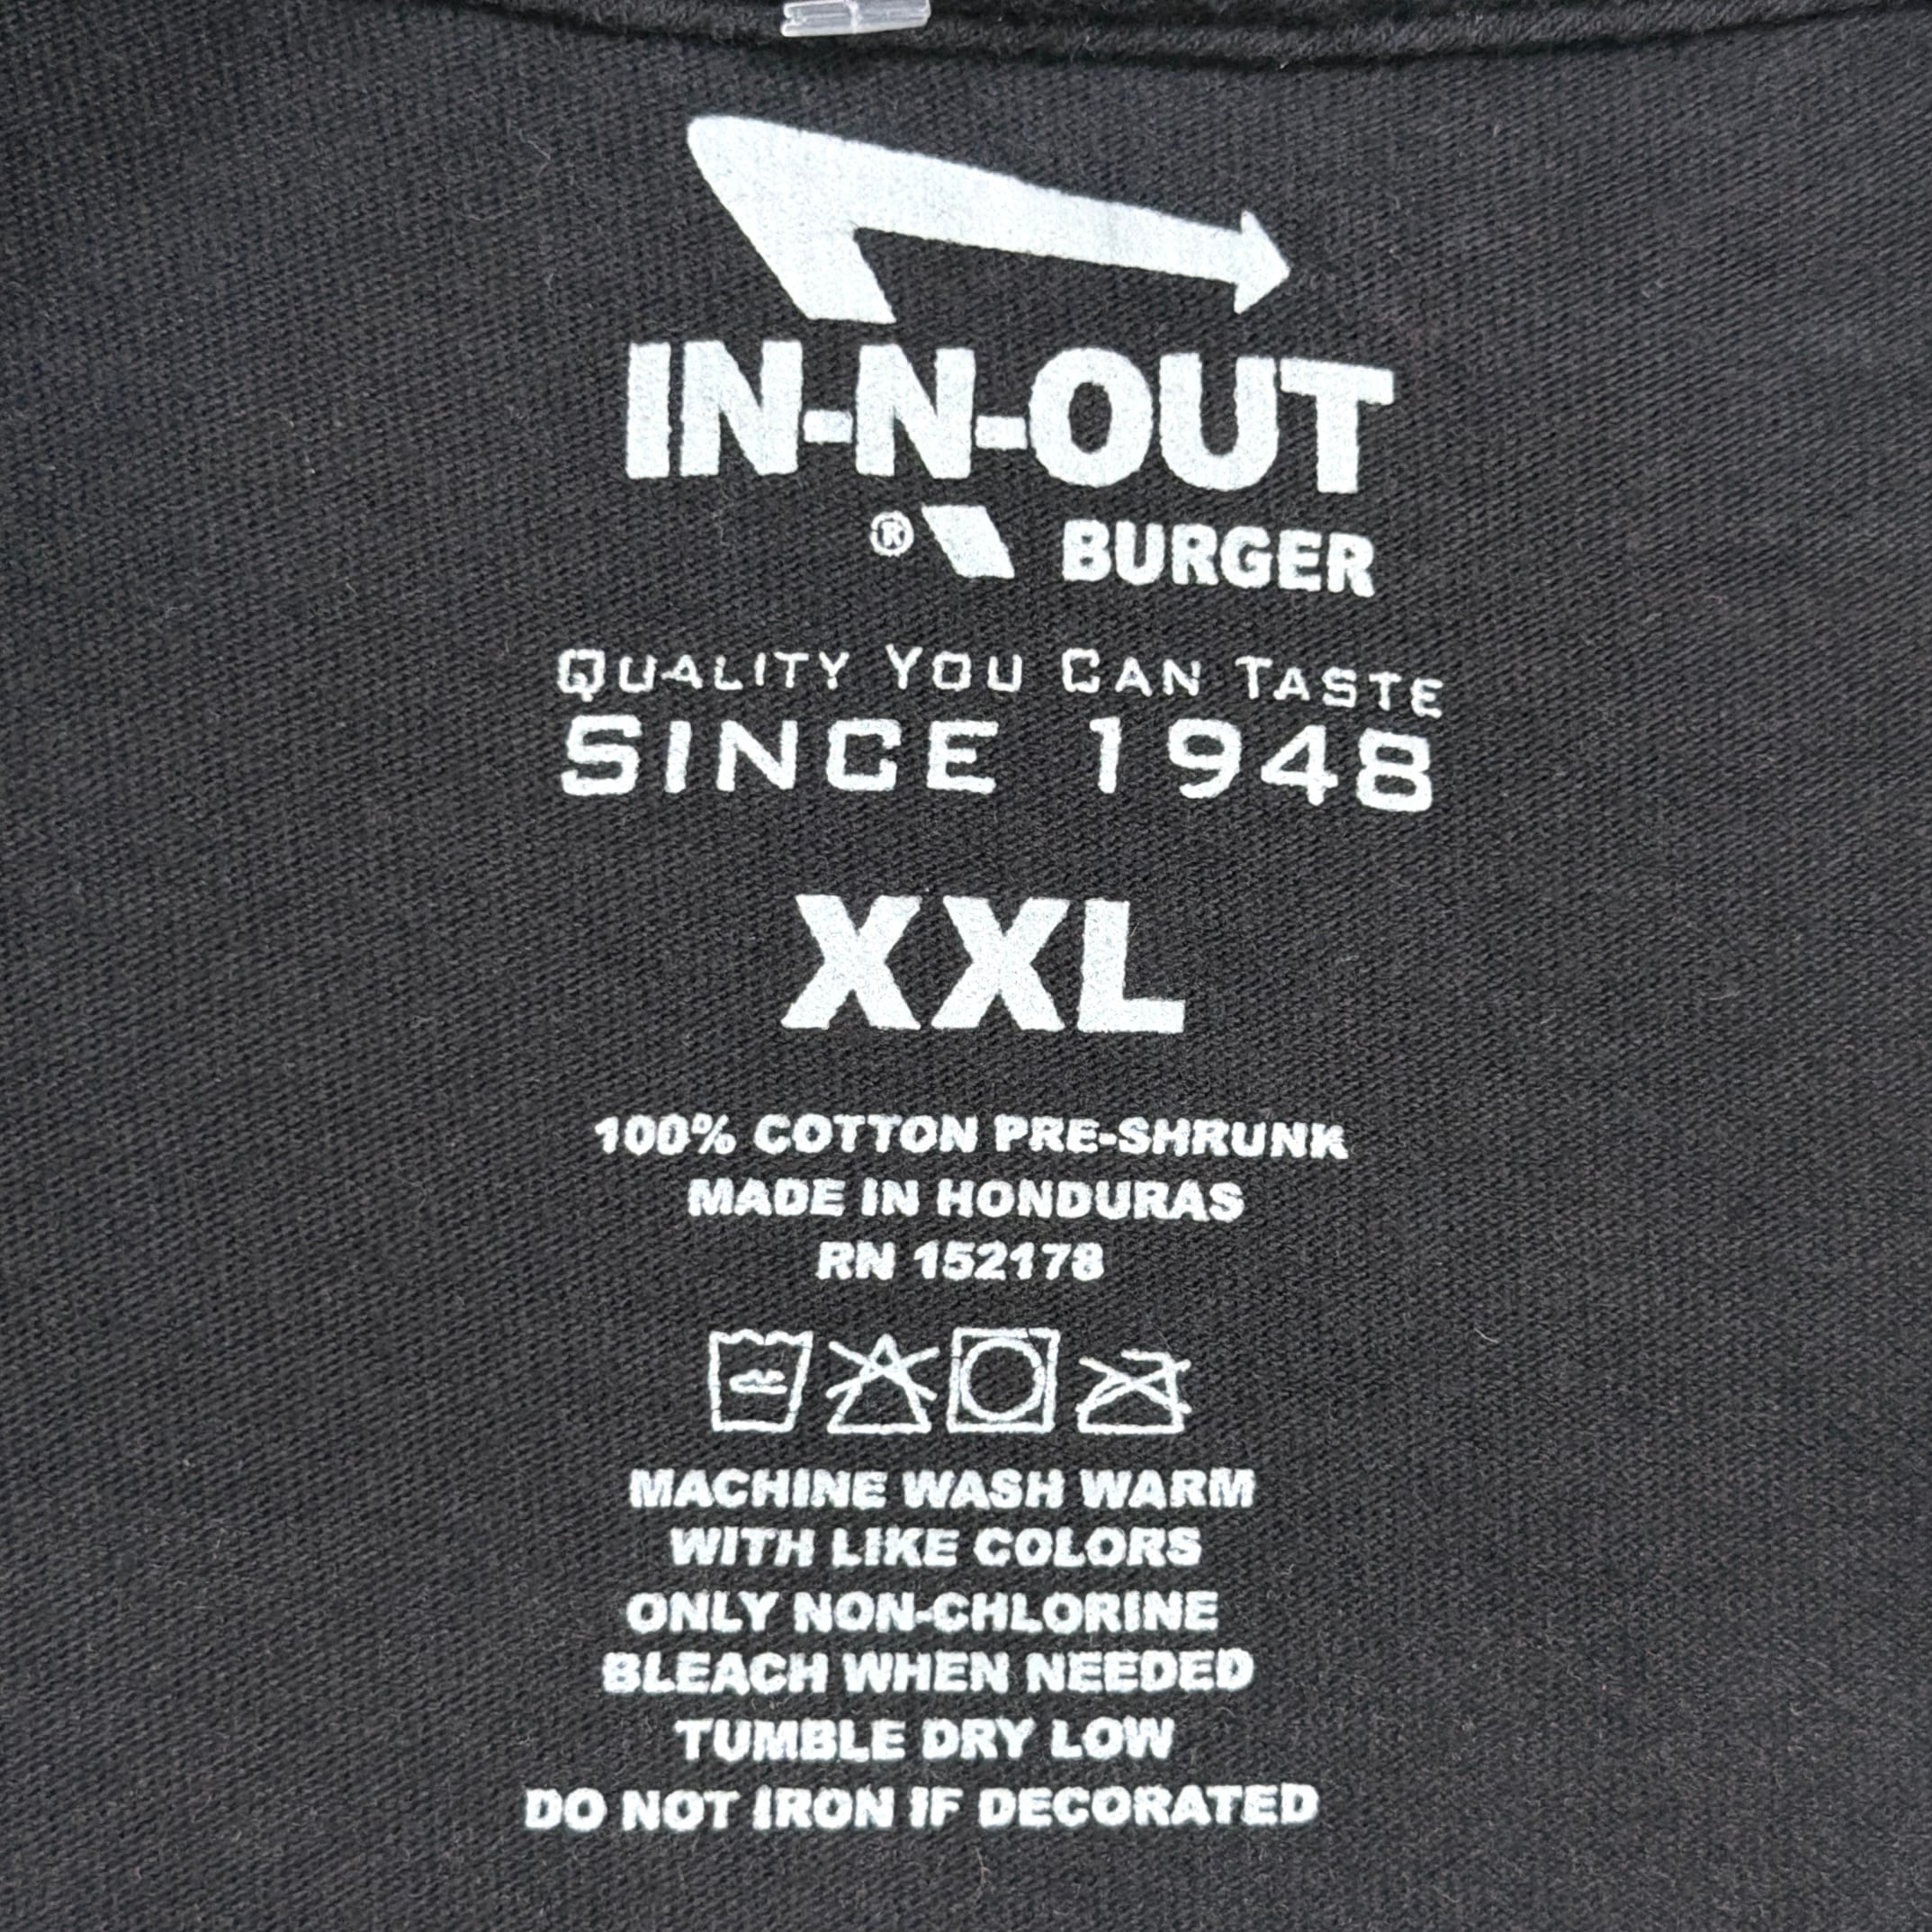 IN-N-OUT
® BURGER
QUALITY YOU CAN TASTE
SINCE 1948
XXL
100% COTTON PRE-SHRUNK
MADE IN HONDURAS
RN 152178
MACHINE WASH WARM
WITH LIKE COLORS
ONLY NON-CHLORINE
BLEACH WHEN NEEDED
TUMBLE DRY LOW
DO NOT IRON IF DECORATED